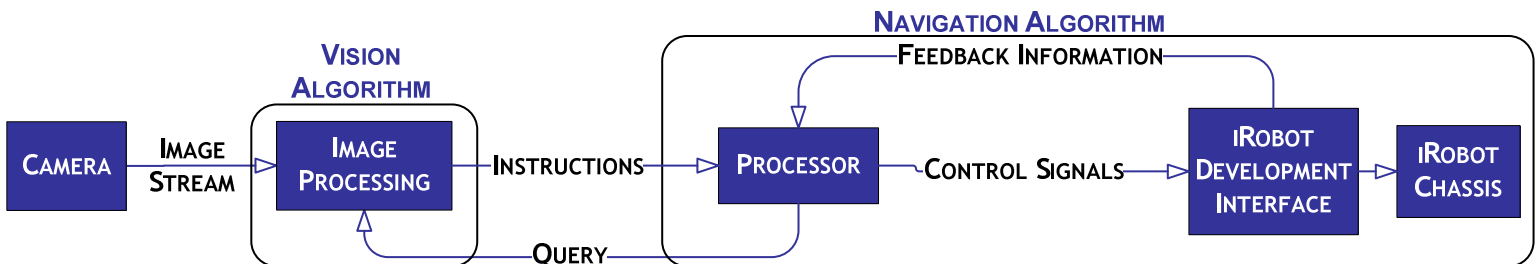 NAVIGATION ALGORITHM
VISION
ALGORITHM
FEEDBACK INFORMATION
CAMERA
IMAGE
STREAM
IMAGE
PROCESSING
INSTRUCTIONS
PROCESSOR
CONTROL SIGNALS
IROBOT
DEVELOPMENT
INTERFACE
IROBOT
CHASSIS
QUERY